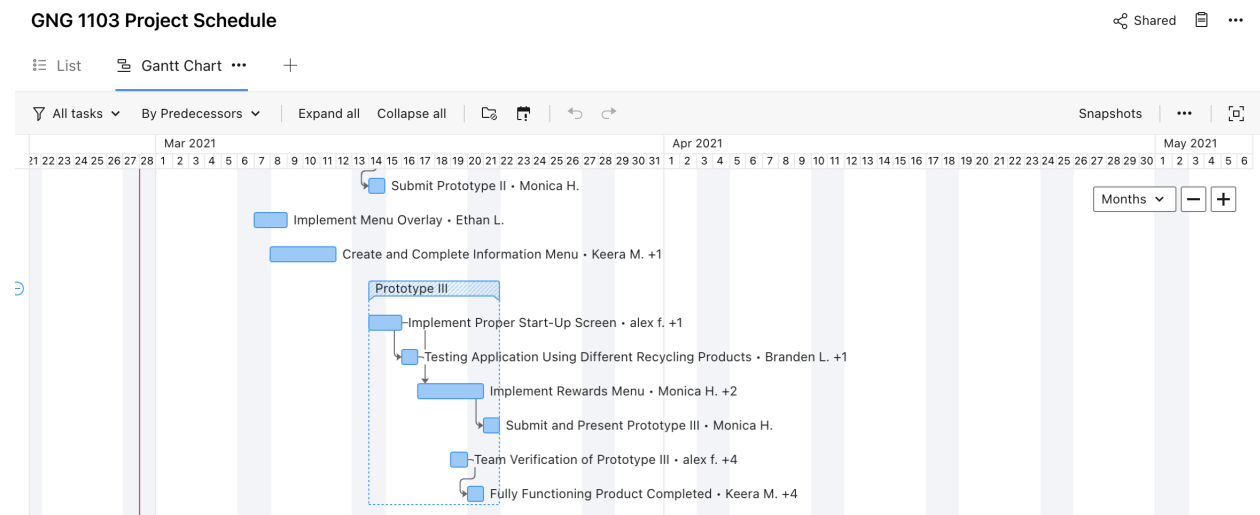 GNG 1103 Project Schedule
Shared
List
Gantt Chart
All tasks
By Predecessors
Expand all
Collapse all
Snapshots
Mar 2021
Apr 2021
May 2021
21 22 23 24 25 26 27 28 1 2 3 4 5 6 7 8 9 10 11 12 13 14 15 16 17 18 19 20 21 22 23 24 25 26 27 28 29 30 31 1 2 3 4 5 6 7 8 9 10 11 12 13 14 15 16 17 18 19 20 21 22 23 24 25 26 27 28 29 30 1 2 3 4 5 6
Submit Prototype II • Monica H.
Months
Implement Menu Overlay • Ethan L.
Create and Complete Information Menu • Keera M. +1
Prototype III
Implement Proper Start-Up Screen • alex f. +1
Testing Application Using Different Recycling Products • Branden L. +1
Implement Rewards Menu • Monica H. +2
Submit and Present Prototype III • Monica H.
Team Verification of Prototype III • alex f. +4
Fully Functioning Product Completed • Keera M. +4